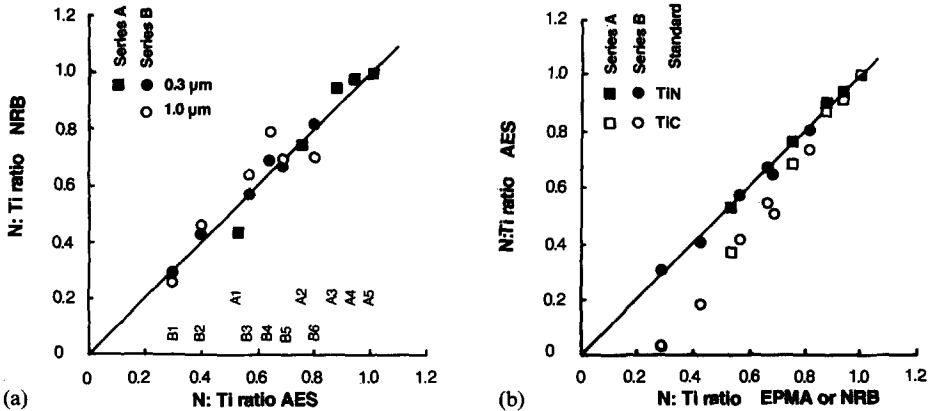 1.2
1.0
0.8
0.6
0.4
0.2
0
N: Ti ratio NRB
Series A
Series B
0.3 μm
1.0 μm
A1 A2 A3 A4 A5
B1 B2 B3 B4 B5 B6
0 0.2 0.4 0.6 0.8 1.0 1.2
(a)
N: Ti ratio AES
1.2
1.0
0.8
0.6
0.4
0.2
0
N:Ti ratio AES
Series A
Series B
Standard
TiN
TiC
0 0.2 0.4 0.6 0.8 1.0 1.2
(b)
N: Ti ratio EPMA or NRB